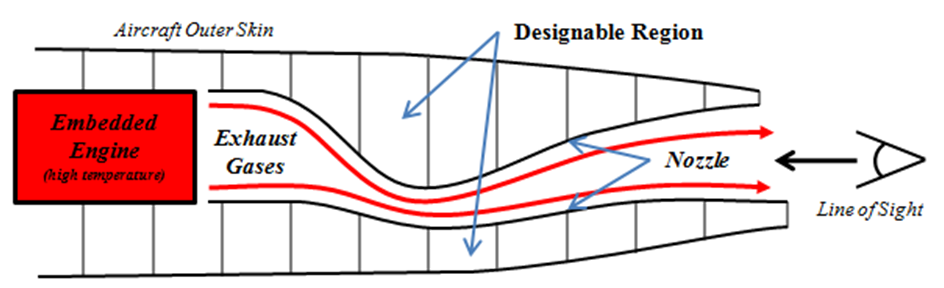 Aircraft Outer Skin
Designable Region
Embedded
Engine
(high temperature)
Exhaust
Gases
Nozzle
Line of Sight